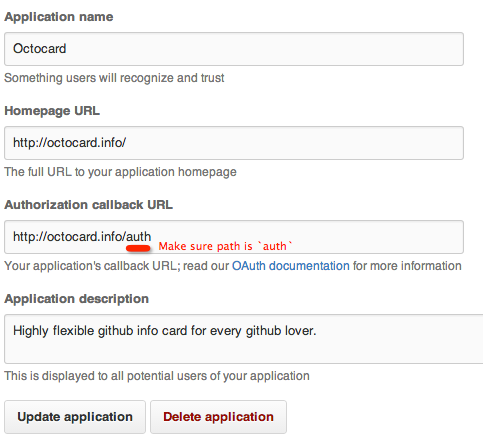 Application name
Octocard
Something users will recognize and trust
Homepage URL
http://octocard.info/
The full URL to your application homepage
Authorization callback URL
http://octocard.info/auth
Make sure path is `auth`
Your application's callback URL; read our OAuth documentation for more information
Application description
Highly flexible github info card for every github lover.
This is displayed to all potential users of your application
Update application Delete application